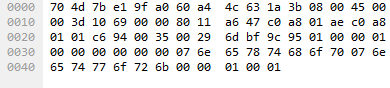 0000 70 4d 7b e1 9f a0 60 a4 4c 63 1a 3b 08 00 45 00
0010 00 3d 10 69 00 00 80 11 a6 47 c0 a8 01 ae c0 a8
0020 01 01 c6 94 00 35 00 29 6d bf 9c 95 01 00 00 01
0030 00 00 00 00 00 00 07 6e 65 78 74 68 6f 70 07 6e
0040 65 74 77 6f 72 6b 00 00 01 00 01